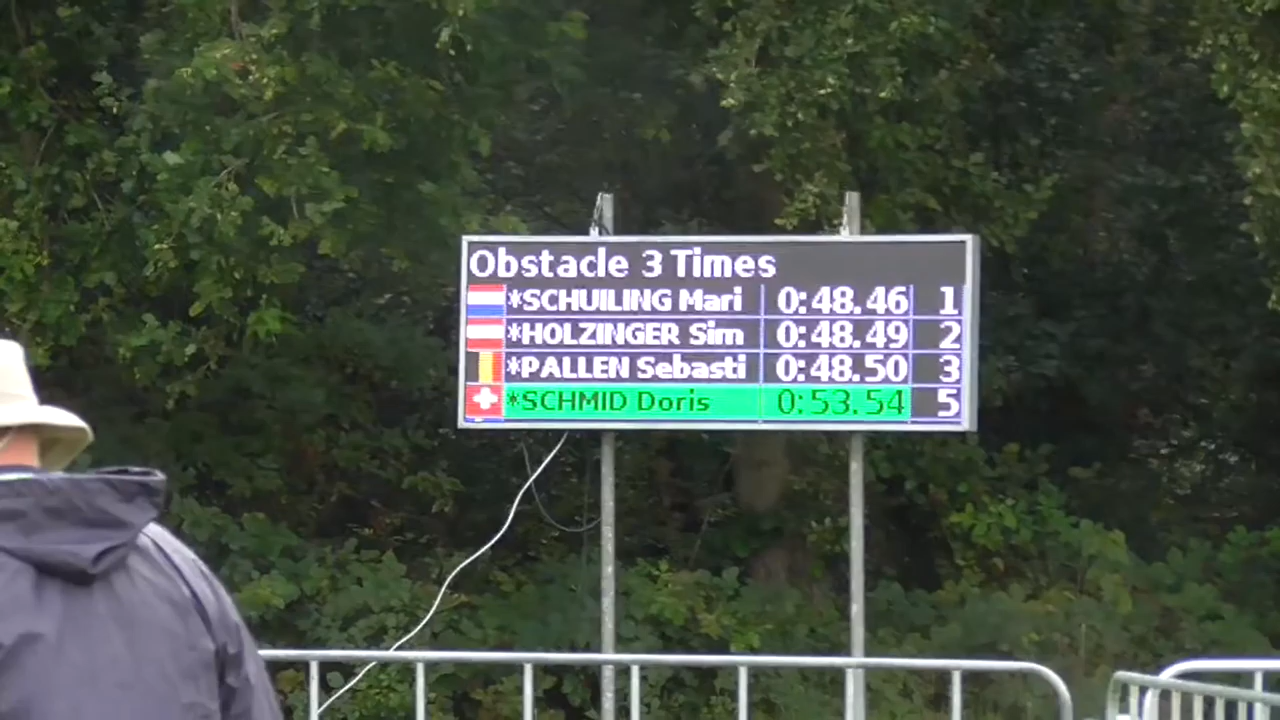 Obstacle 3 Times
*SCHUILING Mari 0:48.46 1
*HOLZINGER Sim 0:48.49 2
*PALLEN Sebasti 0:48.50 3
*SCHMID Doris 0:53.54 5